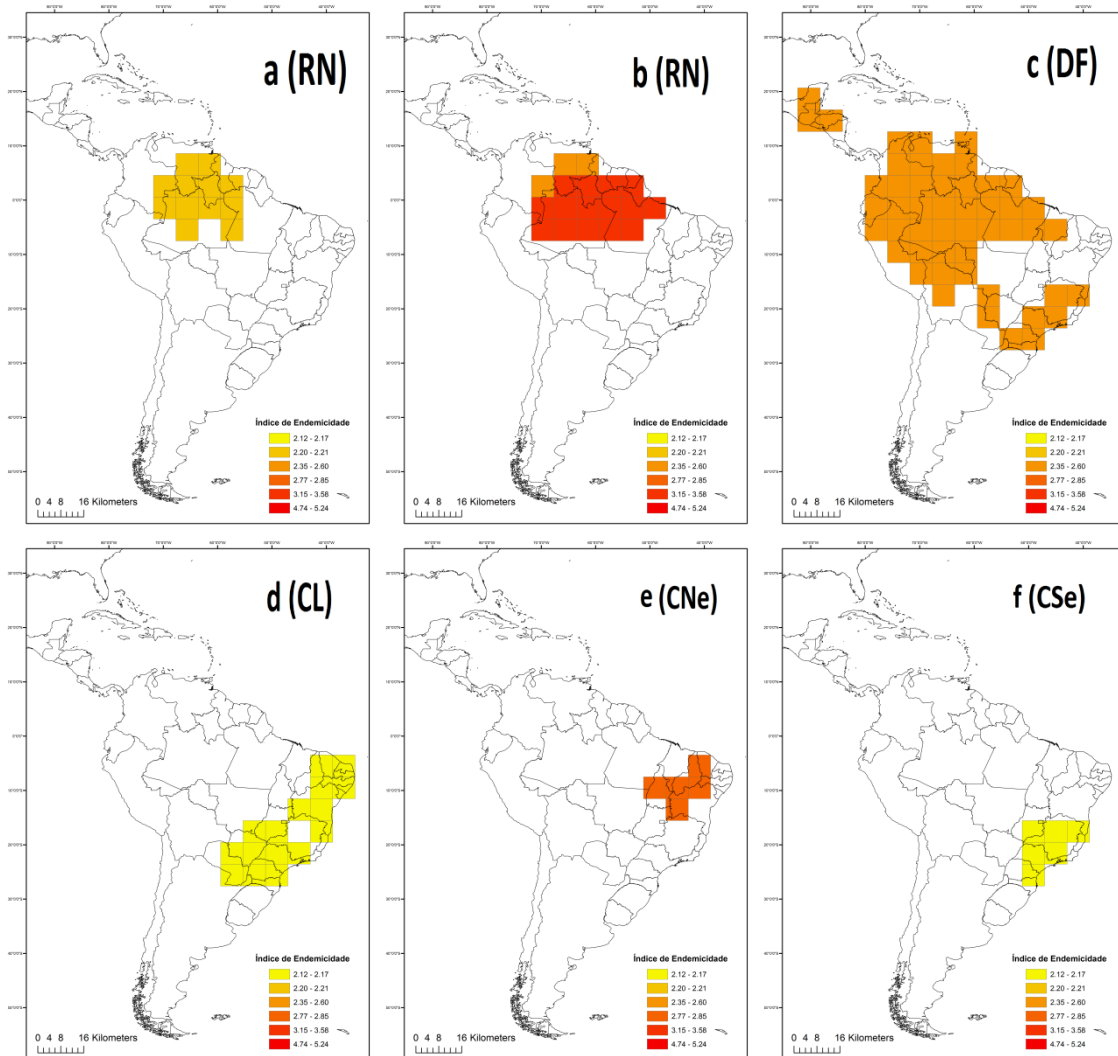 a (RN)
Índice de Endemicidade
2.12 - 2.17
2.20 - 2.21
2.35 - 2.60
2.77 - 2.85
3.15 - 3.58
4.74 - 5.24
0 4 8 16 Kilometers
b (RN)
Índice de Endemicidade
2.12 - 2.17
2.20 - 2.21
2.35 - 2.60
2.77 - 2.85
3.15 - 3.58
4.74 - 5.24
0 4 8 16 Kilometers
c (DF)
Índice de Endemicidade
2.12 - 2.17
2.20 - 2.21
2.35 - 2.60
2.77 - 2.85
3.15 - 3.58
4.74 - 5.24
0 4 8 16 Kilometers
d (CL)
Índice de Endemicidade
2.12 - 2.17
2.20 - 2.21
2.35 - 2.60
2.77 - 2.85
3.15 - 3.58
4.74 - 5.24
0 4 8 16 Kilometers
e (CNe)
Índice de Endemicidade
2.12 - 2.17
2.20 - 2.21
2.35 - 2.60
2.77 - 2.85
3.15 - 3.58
4.74 - 5.24
0 4 8 16 Kilometers
f (CSe)
Índice de Endemicidade
2.12 - 2.17
2.20 - 2.21
2.35 - 2.60
2.77 - 2.85
3.15 - 3.58
4.74 - 5.24
0 4 8 16 Kilometers